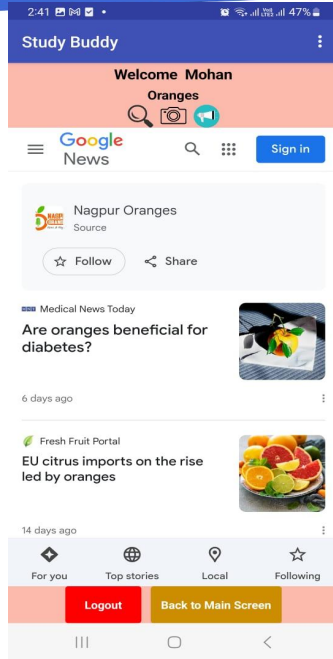 2:41
47%
Study Buddy
Welcome Mohan
Oranges
Google
News
Sign in
Nagpur Oranges
Source
Follow
Share
Medical News Today
Are oranges beneficial for
diabetes?
6 days ago
Fresh Fruit Portal
EU citrus imports on the rise
led by oranges
14 days ago
For you
Top stories
Local
Following
Logout
Back to Main Screen